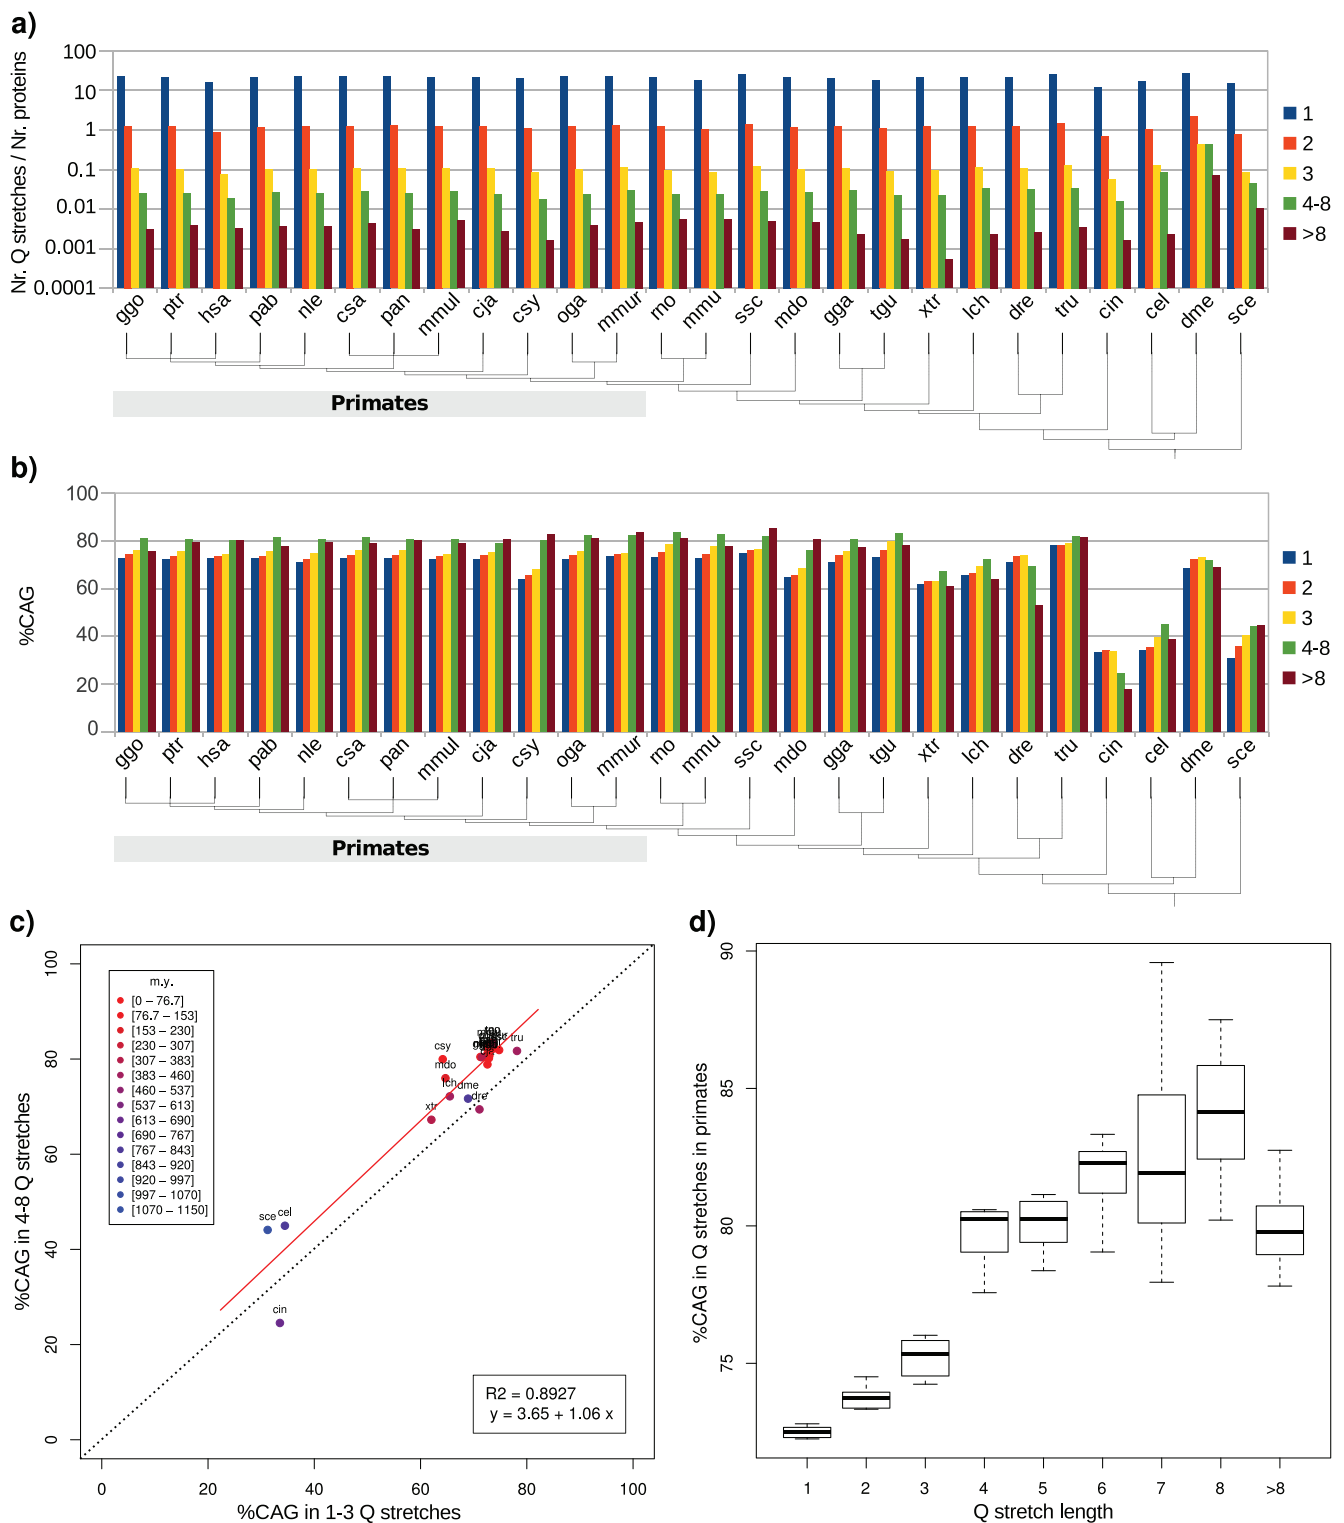 a)
Nr. Q stretches / Nr. proteins
100
10
1
0.1
0.01
0.001
0.0001
1
2
3
4-8
>8
ggo ptr hsa pab nle csa pan mmul cja csy oga mmur rno mmu ssc mdo gga tgu xtr lch dre tru cin cel dme sce
Primates
b)
%CAG
100
80
60
40
20
0
1
2
3
4-8
>8
ggo ptr hsa pab nle csa pan mmul cja csy oga mmur rno mmu ssc mdo gga tgu xtr lch dre tru cin cel dme sce
Primates
c)
%CAG in 4-8 Q stretches
100
80
60
40
20
0
m.y.
[0 – 76.7]
[76.7 – 153]
[153 – 230]
[230 – 307]
[307 – 383]
[383 – 460]
[460 – 537]
[537 – 613]
[613 – 690]
[690 – 767]
[767 – 843]
[843 – 920]
[920 – 997]
[997 – 1070]
[1070 – 1150]
csy
tru
mdo
lch
dme
dre
xtr
sce
cel
cin
R2 = 0.8927
y = 3.65 + 1.06 x
0 20 40 60 80 100
%CAG in 1-3 Q stretches
d)
%CAG in Q stretches in primates
90
85
80
75
1 2 3 4 5 6 7 8 >8
Q stretch length